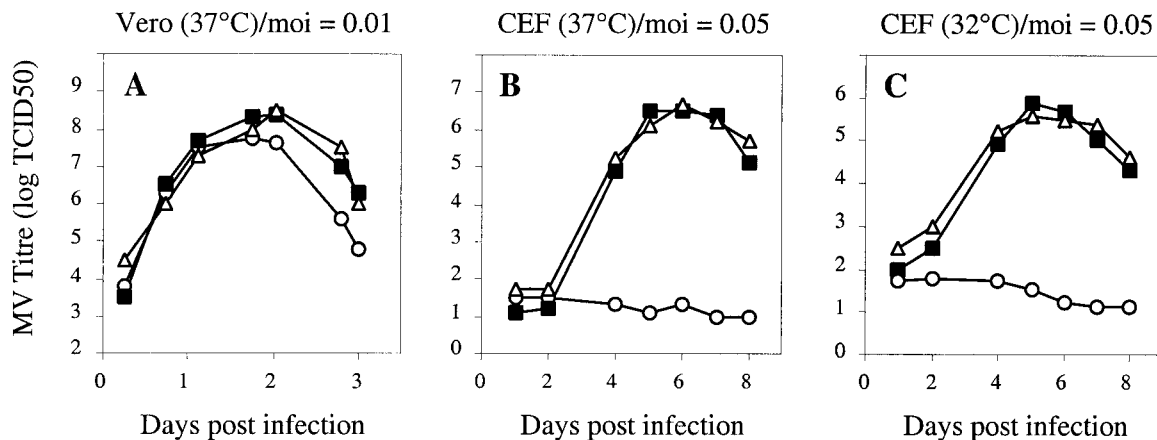 Vero (37°C)/moi = 0.01
CEF (37°C)/moi = 0.05
CEF (32°C)/moi = 0.05
MV Titre (log TCID50)
A
9
8
7
6
5
4
3
2
0 1 2 3
Days post infection
B
7
6
5
4
3
2
1
0
0 2 4 6 8
Days post infection
C
6
5
4
3
2
1
0
0 2 4 6 8
Days post infection